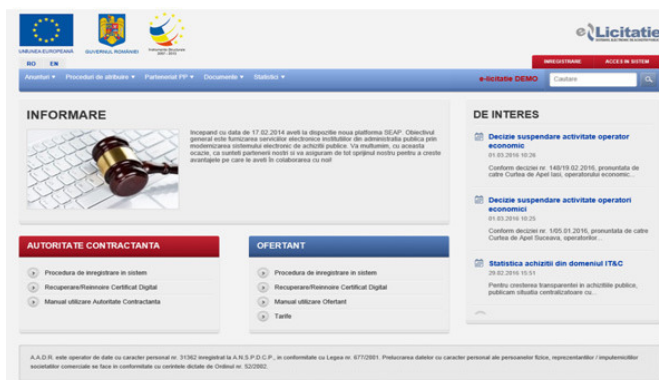 UNIUNEA EUROPEANA
GUVERNUL ROMÂNIEI
Instrumente Structurale
2007 - 2013
e-Licitatie
RO EN
INREGISTRARE ACCES IN SISTEM
Anunturi Proceduri de atribuire Parteneriat PP Documente Statistici
e-licitatie DEMO
Cautare
INFORMARE
Incepand cu data de 17.02.2014 aveti la dispozitie noua platforma SEAP. Obiectivul
general este furnizarea serviciilor electronice institutiilor din administratia publica prin
modernizarea sistemului electronic de achizitii publice. Va multumim, cu aceasta
ocazie, ca sunteti partenerii nostri si va asiguram de tot sprijinul nostru pentru a creste
avantajele pe care le aveti in colaborarea cu noi!
DE INTERES
Decizie suspendare activitate operator
economic
01.03.2016 10:26
Conform deciziei nr. 148/19.02.2016, pronuntata de
catre Curtea de Apel Iasi, operatorului economic...
Decizie suspendare activitate operatori
economici
01.03.2016 10:25
Conform deciziei nr. 1/05.01.2016, pronuntata de catre
Curtea de Apel Suceava, operatorilor...
Statistica achizitii din domeniul IT&C
29.02.2016 15:51
Pentru cresterea transparentei in achizitiile publice,
publicam situatia centralizatoare cu...
AUTORITATE CONTRACTANTA
Procedura de inregistrare in sistem
Recuperare/Reinnoire Certificat Digital
Manual utilizare Autoritate Contractanta
OFERTANT
Procedura de inregistrare in sistem
Recuperare/Reinnoire Certificat Digital
Manual utilizare Ofertant
Tarife
A.A.D.R. este operator de date cu caracter personal nr. 31362 inregistrat la A.N.S.P.D.C.P., in conformitate cu Legea nr. 677/2001. Prelucrarea datelor cu caracter personal ale persoanelor fizice, reprezentantilor / imputernicitilor
societatilor comerciale se face in conformitate cu cerintele dictate de Ordinul nr. 52/2002.